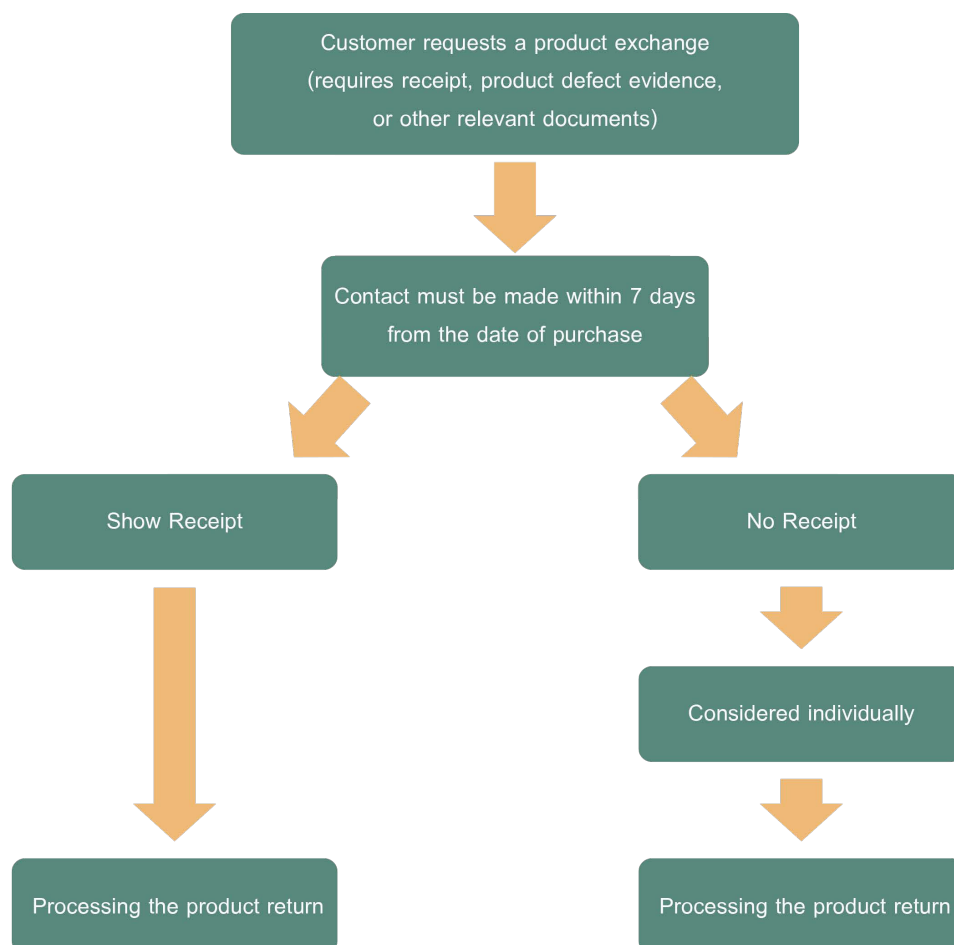 Customer requests a product exchange
(requires receipt, product defect evidence,
or other relevant documents)
Contact must be made within 7 days
from the date of purchase
Show Receipt
No Receipt
Considered individually
Processing the product return
Processing the product return